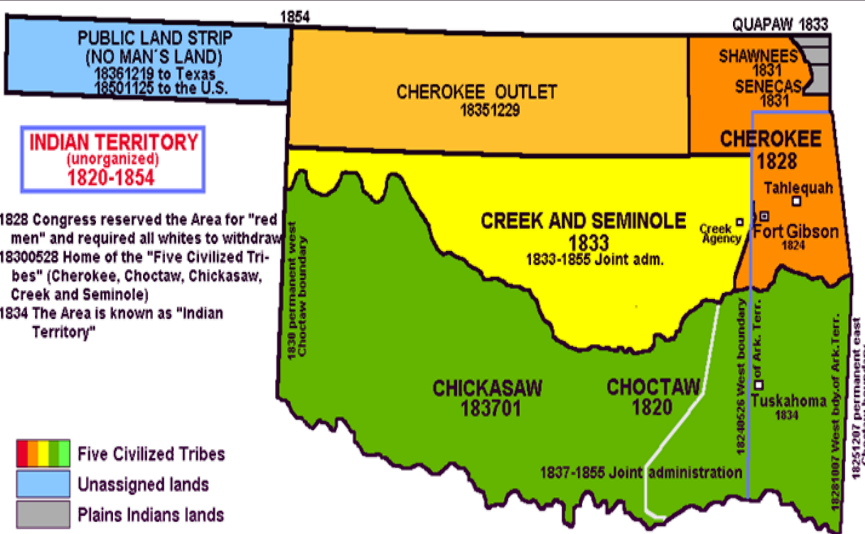 1854
QUAPAW 1833
PUBLIC LAND STRIP
(NO MAN´S LAND)
18361219 to Texas
18501125 to the U.S.
CHEROKEE OUTLET
18351229
SHAWNEES
1831
SENECAS
1831
INDIAN TERRITORY
(unorganized)
1820-1854
CHEROKEE
1828
Tahlequah
Fort Gibson
1824
Creek
Agency
CREEK AND SEMINOLE
1833
1833-1855 Joint adm.
1828 Congress reserved the Area for "red
men" and required all whites to withdraw
18300528 Home of the "Five Civilized Tri-
bes" (Cherokee, Choctaw, Chickasaw,
Creek and Seminole)
1834 The Area is known as "Indian
Territory"
1830 permanent west
Choctaw boundary
CHICKASAW
183701
CHOCTAW
1820
1837-1855 Joint administration
18240526 West boundary
of Ark. Terr.
Tuskahoma
1834
18281007 West bdy.of Ark.Terr.
18251207 permanent east
Five Civilized Tribes
Unassigned lands
Plains Indians lands